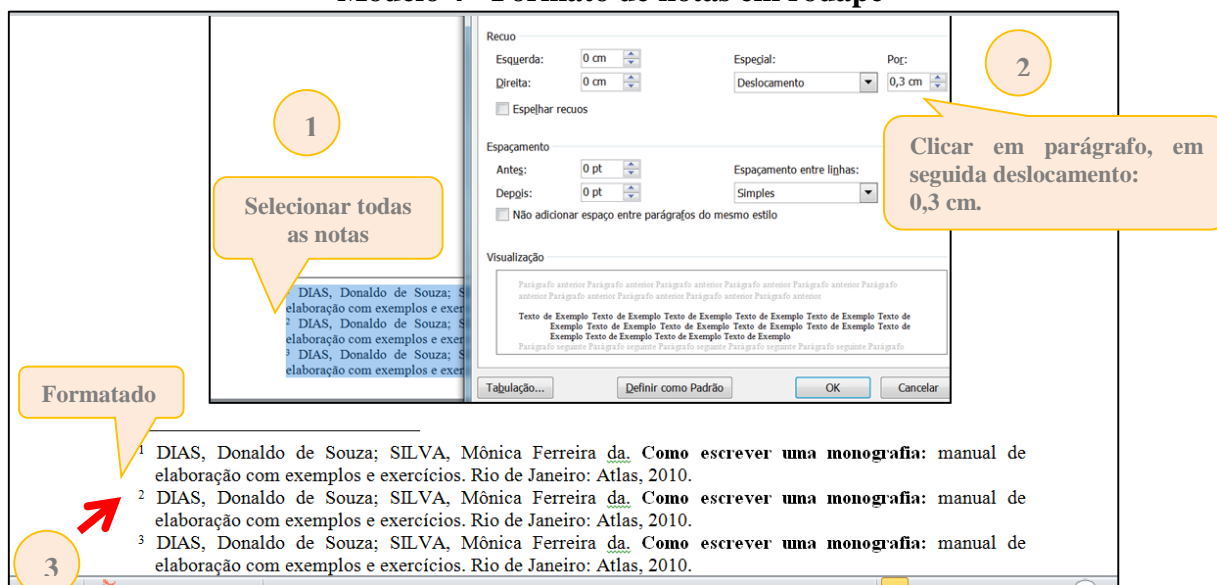 Modelo 4 - Formato de notas em rodapé
Recuo
Esquerda: 0 cm Especial: Por:
Direita: 0 cm Deslocamento 0,3 cm
Espelhar recuos
2
1
Clicar em parágrafo, em
seguida deslocamento:
0,3 cm.
Espaçamento
Antes: 0 pt Espaçamento entre linhas:
Depois: 0 pt Simples
Não adicionar espaço entre parágrafos do mesmo estilo
Selecionar todas
as notas
Visualização
Parágrafo anterior Parágrafo anterior Parágrafo anterior Parágrafo anterior Parágrafo anterior Parágrafo anterior Parágrafo
anterior Parágrafo anterior Parágrafo anterior Parágrafo anterior Parágrafo anterior
Texto de Exemplo Texto de Exemplo Texto de Exemplo Texto de Exemplo Texto de Exemplo Texto de
Exemplo Texto de Exemplo Texto de Exemplo Texto de Exemplo Texto de Exemplo Texto de
Exemplo Texto de Exemplo Texto de Exemplo Texto de Exemplo
Parágrafo seguinte Parágrafo seguinte Parágrafo seguinte Parágrafo seguinte Parágrafo seguinte Parágrafo
DIAS, Donaldo de Souza; S
elaboração com exemplos e exer
2 DIAS, Donaldo de Souza; S
elaboração com exemplos e exer
3 DIAS, Donaldo de Souza; S
elaboração com exemplos e exer
Tabulação... Definir como Padrão OK Cancelar
Formatado
1 DIAS, Donaldo de Souza; SILVA, Mônica Ferreira da. Como escrever uma monografia: manual de
elaboração com exemplos e exercícios. Rio de Janeiro: Atlas, 2010.
2 DIAS, Donaldo de Souza; SILVA, Mônica Ferreira da. Como escrever uma monografia: manual de
elaboração com exemplos e exercícios. Rio de Janeiro: Atlas, 2010.
3 DIAS, Donaldo de Souza; SILVA, Mônica Ferreira da. Como escrever uma monografia: manual de
elaboração com exemplos e exercícios. Rio de Janeiro: Atlas, 2010.
3